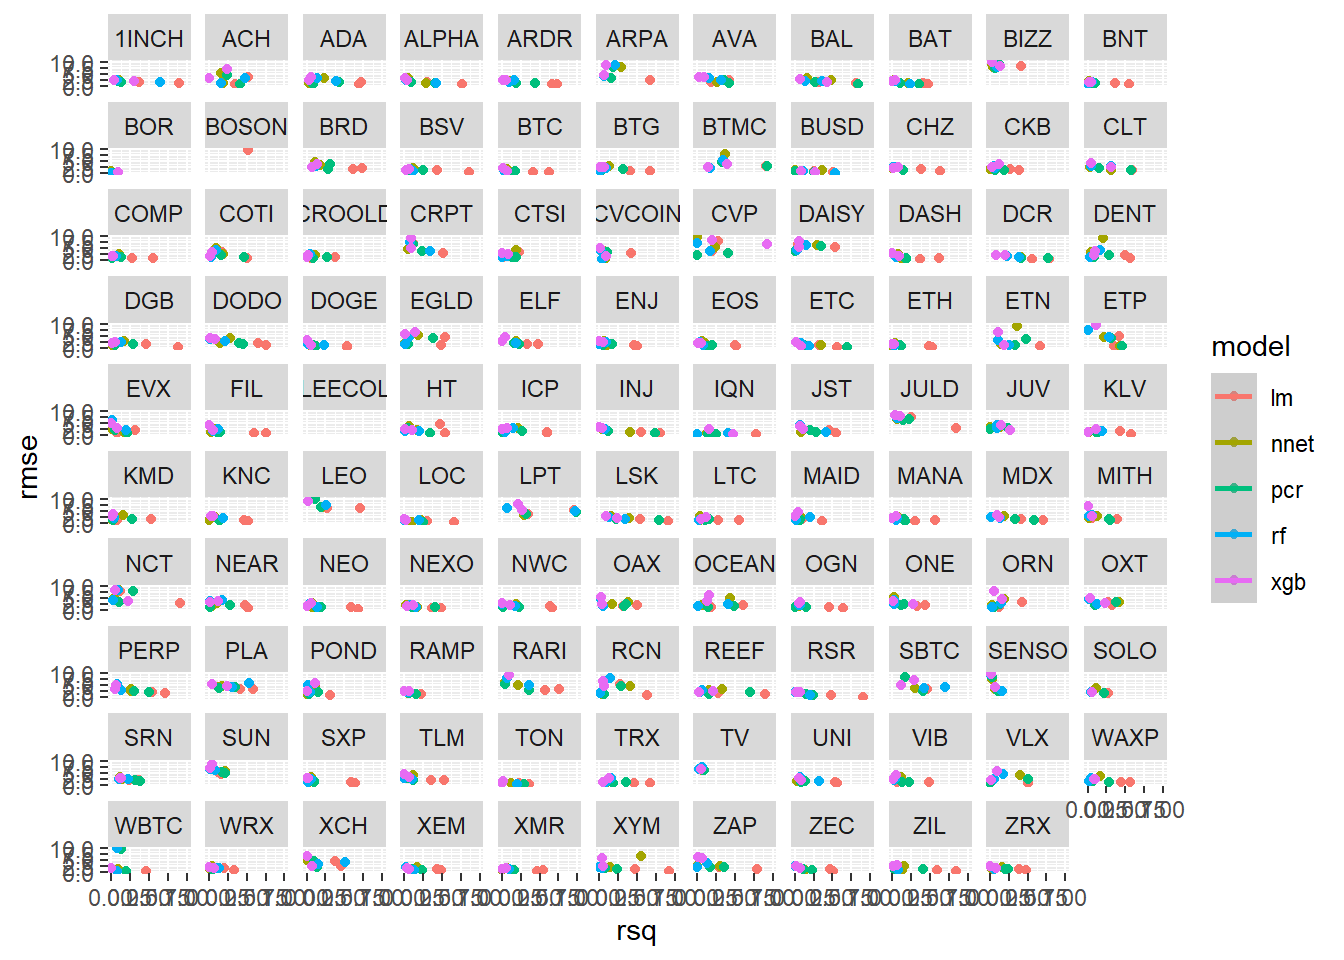 1INCH ACH ADA ALPHA ARDR ARPA AVA BAL BAT BIZZ BNT
BOR BOSON BRD BSV BTC BTG BTMC BUSD CHZ CKB CLT
COMP COTI CROOLD CRPT CTSI CVCOIN CVP DAISY DASH DCR DENT
DGB DODO DOGE EGLD ELF ENJ EOS ETC ETH ETN ETP
EVX FIL LEECOL HT ICP INJ IQN JST JULD JUV KLV
KMD KNC LEO LOC LPT LSK LTC MAID MANA MDX MITH
NCT NEAR NEO NEXO NWC OAX OCEAN OGN ONE ORN OXT
PERP PLA POND RAMP RARI RCN REEF RSR SBTC SENSO SOLO
SRN SUN SXP TLM TON TRX TV UNI VIB VLX WAXP
WBTC WRX XCH XEM XMR XYM ZAP ZEC ZIL ZRX
rsq
rmse
model
lm
nnet
pcr
rf
xgb